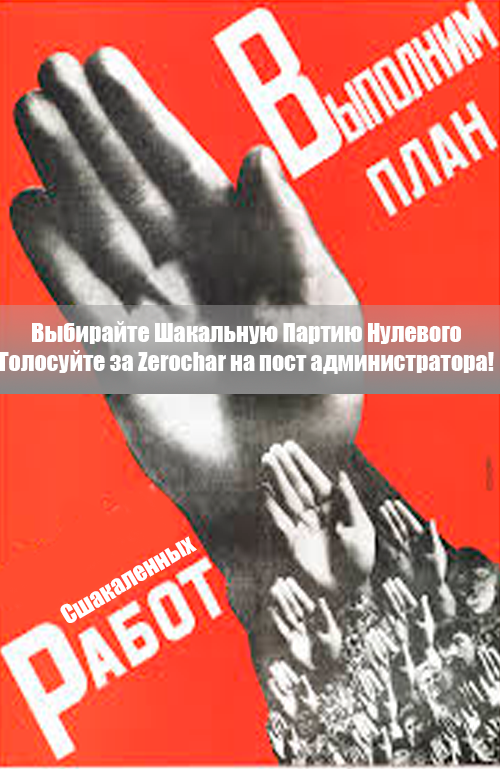 Выполним
план
Выбирайте Шакальную Партию Нулевого
Голосуйте за Zerochar на пост администратора!
Сшакаленных
Работ